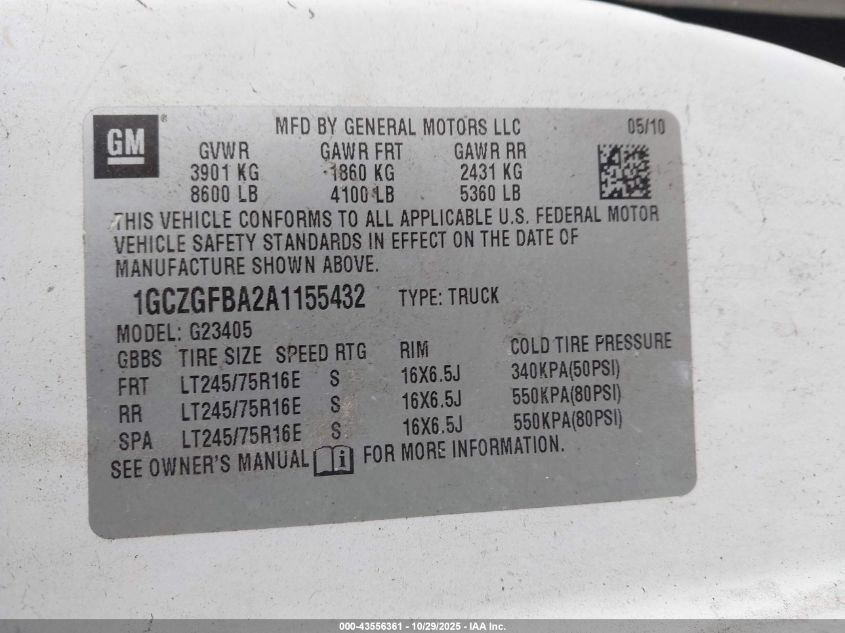 GM
MFD BY GENERAL MOTORS LLC 05/10
GVWR GAWR FRT GAWR RR
3901 KG 1860 KG 2431 KG
8600 LB 4100 LB 5360 LB
THIS VEHICLE CONFORMS TO ALL APPLICABLE U.S. FEDERAL MOTOR
VEHICLE SAFETY STANDARDS IN EFFECT ON THE DATE OF
MANUFACTURE SHOWN ABOVE.
1GCZGFBA2A1155432 TYPE: TRUCK
MODEL: G23405
GBBS TIRE SIZE SPEED RTG RIM COLD TIRE PRESSURE
FRT LT245/75R16E S 16X6.5J 340KPA(50PSI)
RR LT245/75R16E S 16X6.5J 550KPA(80PSI)
SPA LT245/75R16E S 16X6.5J 550KPA(80PSI)
SEE OWNER'S MANUAL i FOR MORE INFORMATION.
000-43556361 | 10/29/2025 - IAA Inc.